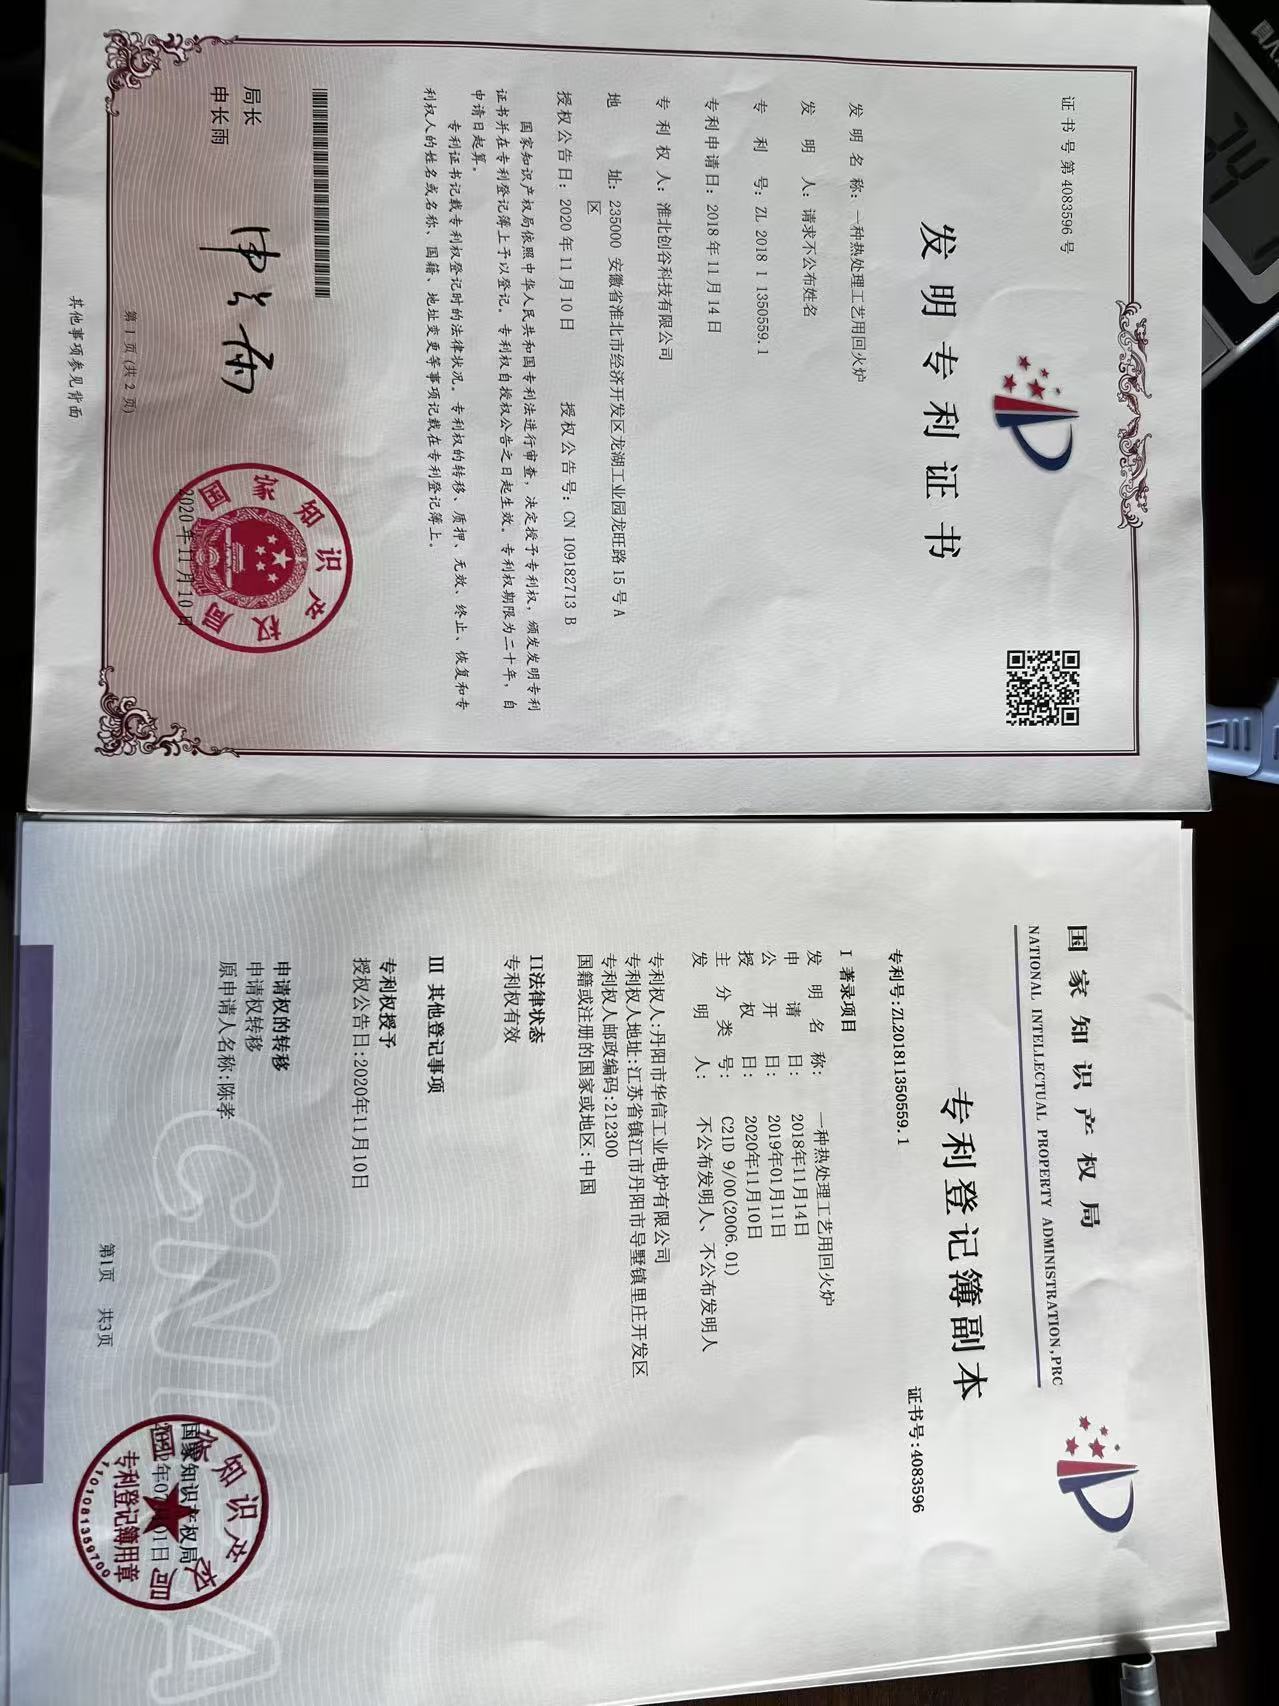 证书号第4083596号
发明专利证书
发明名称：一种热处理工艺用回火炉
发明人：请求不公布姓名
专利号：ZL 2018 1 1350559.1
专利申请日：2018年11月14日
专利权人：淮北创谷科技有限公司
地址：235000 安徽省淮北市经济开发区龙湖工业园龙旺路15号A
区
授权公告日：2020年11月10日 授权公告号：CN 109182713 B
国家知识产权局依照中华人民共和国专利法进行审查，决定授予专利权，颁发发明专利
证书并在专利登记簿上予以登记。专利权自授权公告之日起生效。专利权期限为二十年，自
申请日起算。
专利证书记载专利权登记时的法律状况。专利权的转移、质押、无效、终止、恢复和专
利权人的姓名或名称、国籍、地址变更等事项记载在专利登记簿上。
局长
申长雨
申长雨
国家知识产权局
2020年11月10日
第1页(共2页)
其他事项参见背面
国家知识产权局
NATIONAL INTELLECTUAL PROPERTY ADMINISTRATION,PRC
专利登记簿副本
专利号:ZL201811350559.1 证书号:4083596
I 著录项目
发明名称: 一种热处理工艺用回火炉
申请日: 2018年11月14日
公开日: 2019年01月11日
授权日: 2020年11月10日
主分类号: C21D 9/00(2006.01)
发明人: 不公布发明人、不公布发明人
专利权人:丹阳市华信工业电炉有限公司
专利权人地址:江苏省镇江市丹阳市导墅镇里庄开发区
专利权人邮政编码:212300
国籍或注册的国家或地区:中国
II法律状态
专利权有效
III 其他登记事项
专利权授予
授权公告日:2020年11月10日
申请权的转移
申请权转移
原申请人名称:陈孝
CNIPA
国家知识产权局
国家知识产权局
专利登记簿用章
1101081359700
第1页 共3页